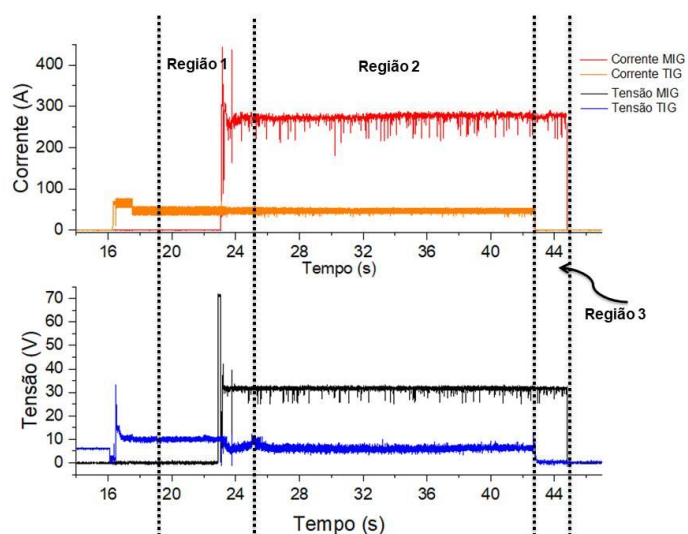 Região 1
Região 2
Corrente MIG
Corrente TIG
Tensão MIG
Tensão TIG
Corrente (A)
400
300
200
100
0
16 20 24 28 32 36 40 44
Tempo (s)
Região 3
Tensão (V)
70
60
50
40
30
20
10
0
16 20 24 28 32 36 40 44
Tempo (s)